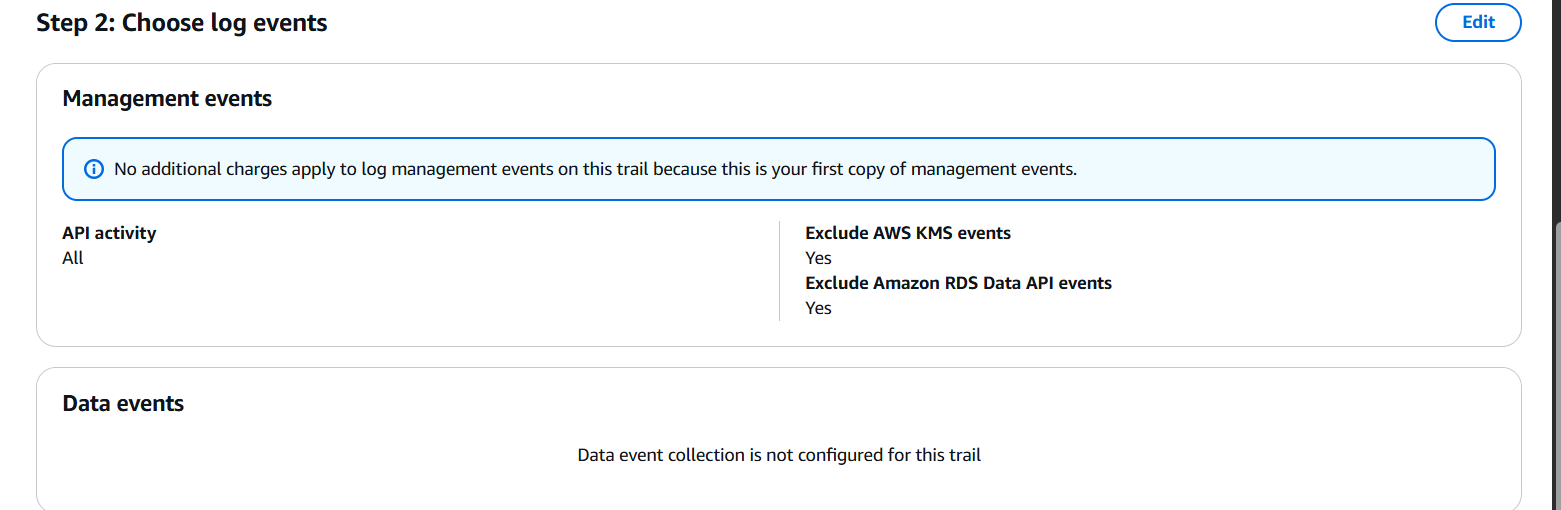 Step 2: Choose log events
Edit
Management events
No additional charges apply to log management events on this trail because this is your first copy of management events.
API activity
All
Exclude AWS KMS events
Yes
Exclude Amazon RDS Data API events
Yes
Data events
Data event collection is not configured for this trail